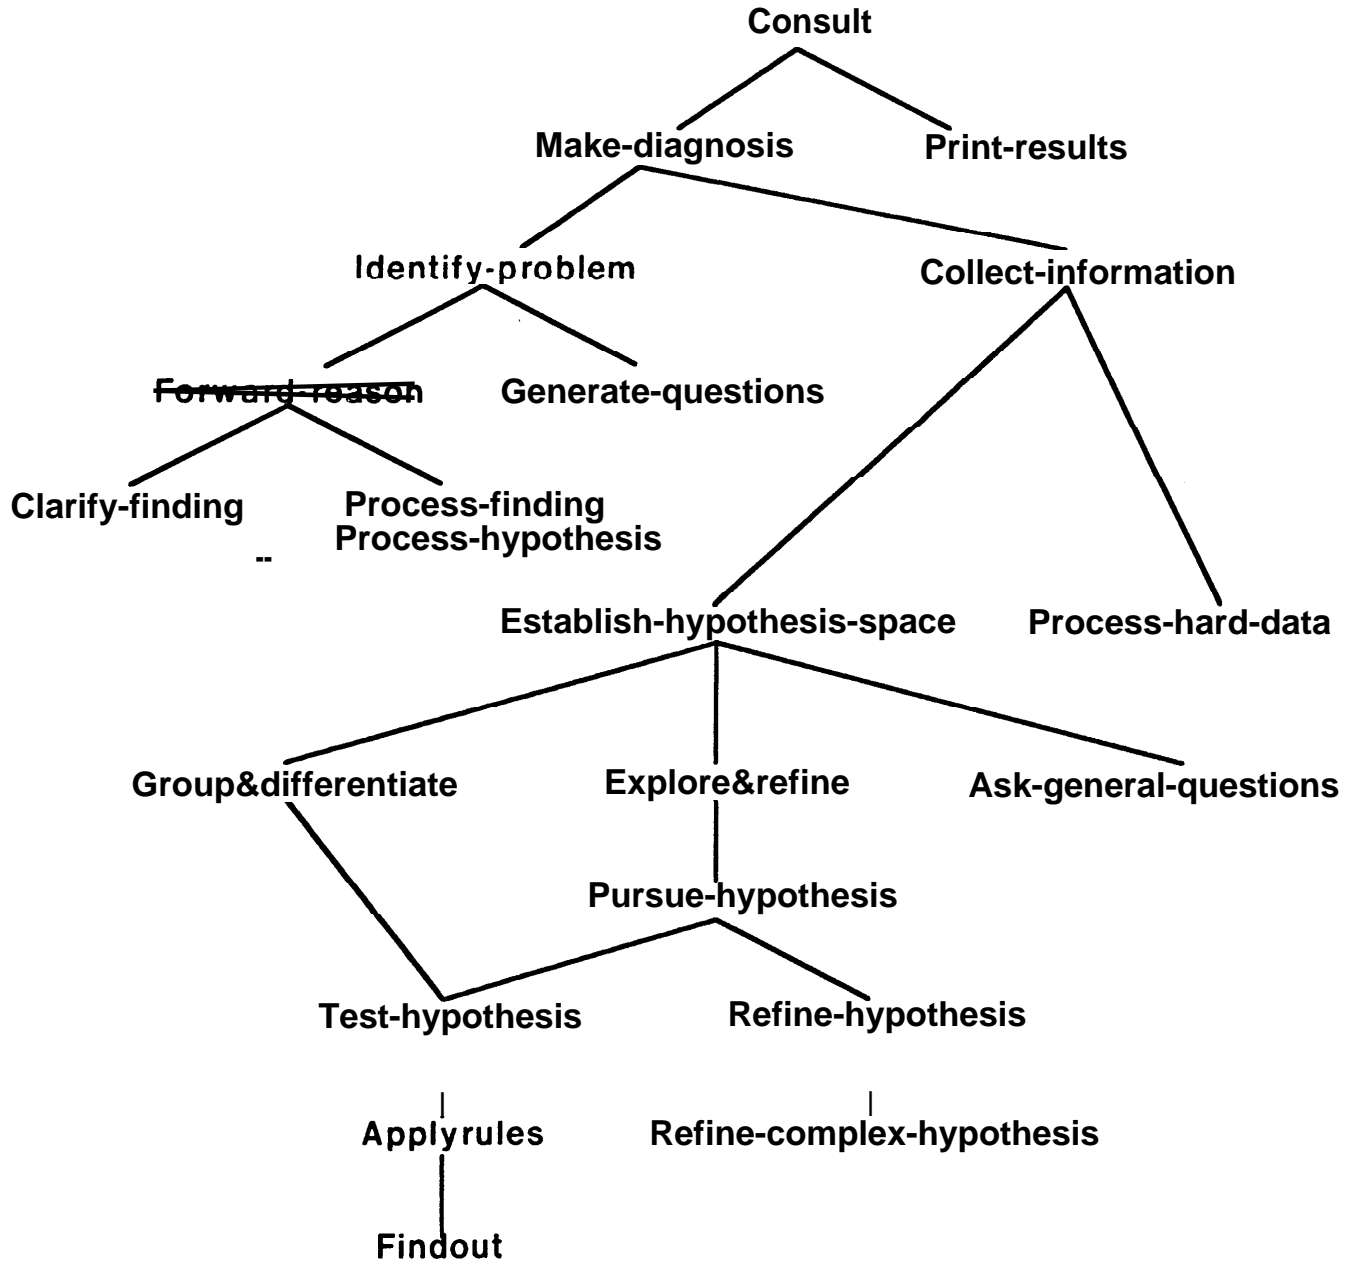 Consult
Make-diagnosis
Print-results
Identify-problem
Collect-information
Forward-reason
Generate-questions
Clarify-finding
Process-finding
Process-hypothesis
--
Establish-hypothesis-space
Process-hard-data
Group&differentiate
Explore&refine
Ask-general-questions
Pursue-hypothesis
Test-hypothesis
Refine-hypothesis
Applyrules
Refine-complex-hypothesis
Findout